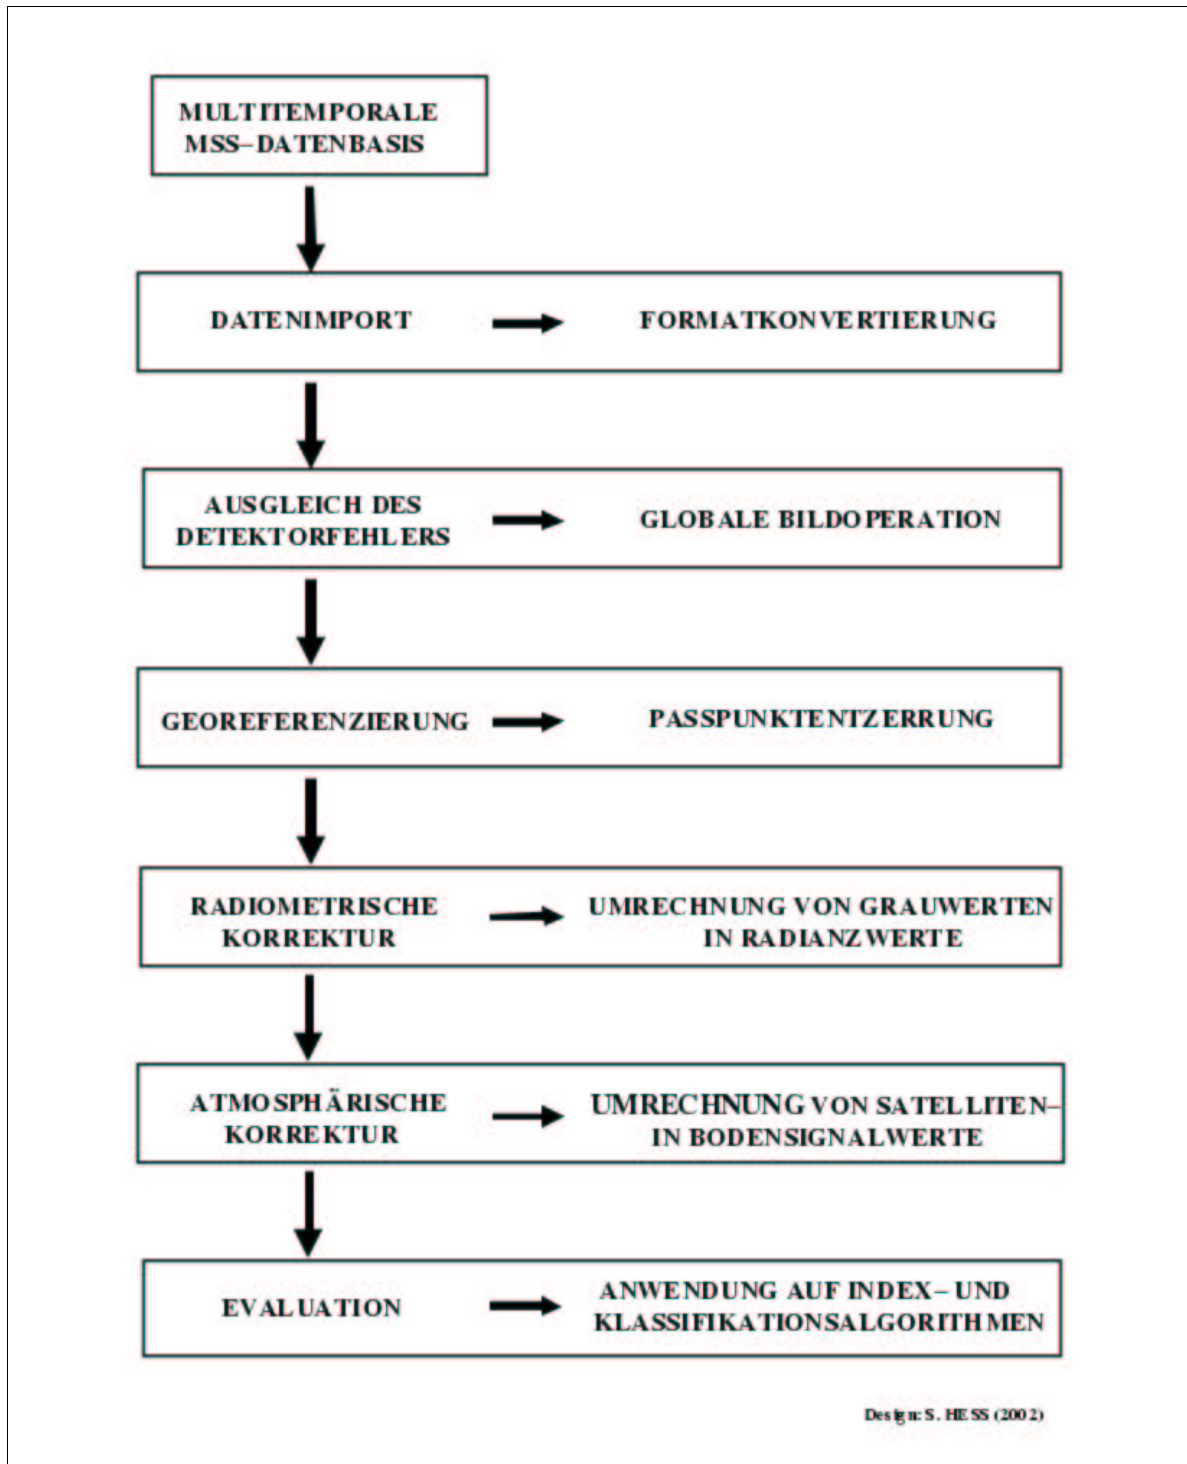 MULTITEMPORALE
MSS–DATENBASIS
DATENIMPORT
FORMATKONVERTIERUNG
AUSGLEICH DES
DETEKTORFEHLERS
GLOBALE BILDOPERATION
GEOREFERENZIERUNG
PASSPUNKTENTZERRUNG
RADIOMETRISCHE
KORREKTUR
UMRECHNUNG VON GRAUWERTEN
IN RADIANZWERTE
ATMOSPHÄRISCHE
KORREKTUR
UMRECHNUNG VON SATELLITEN–
IN BODENSIGNALWERTE
EVALUATION
ANWENDUNG AUF INDEX– UND
KLASSIFIKATIONSALGORITHMEN
Design: S. HESS (2002)